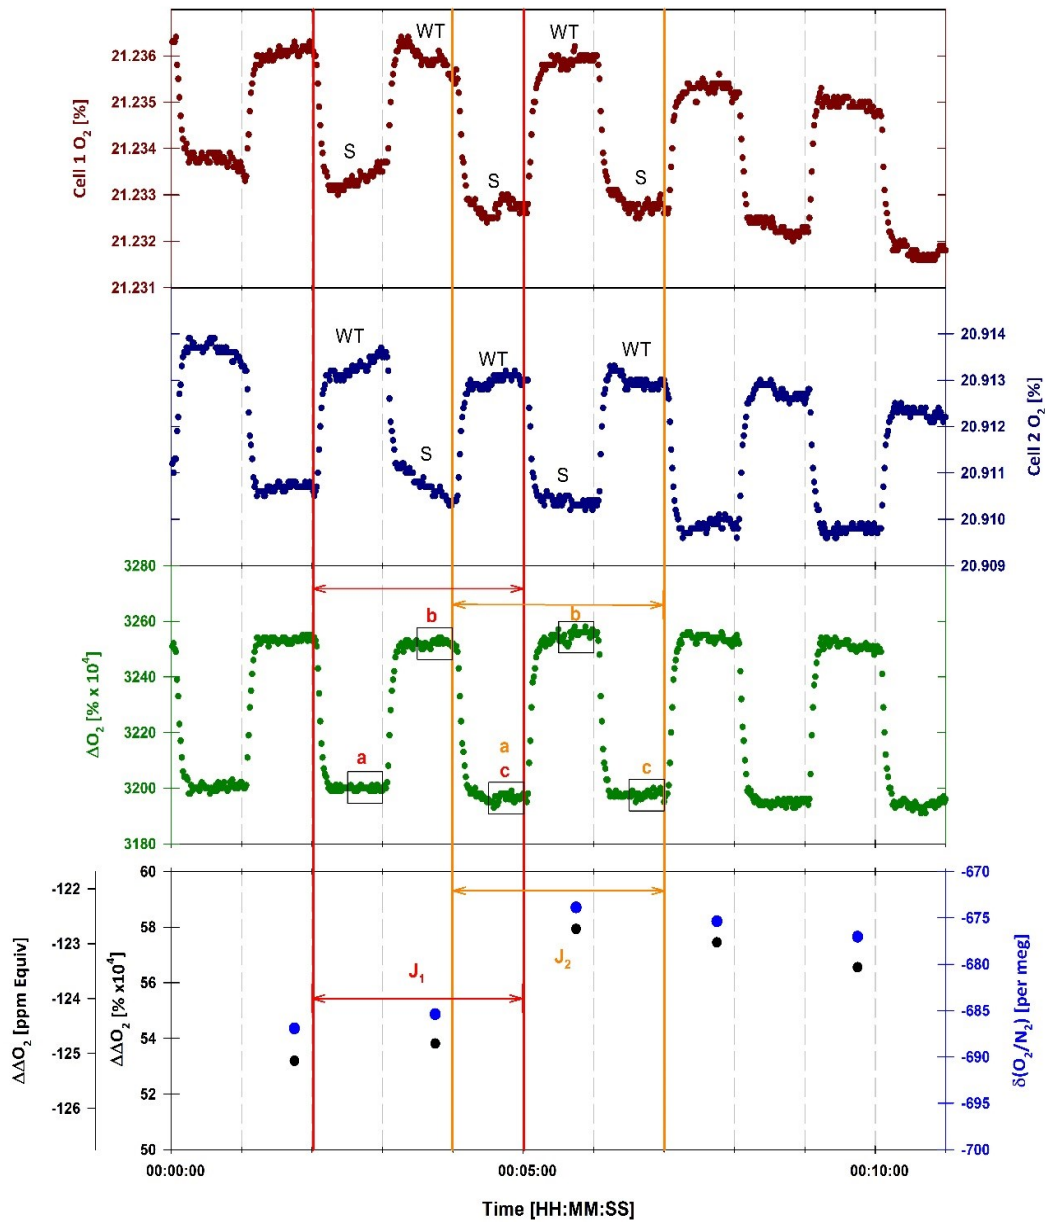 Cell 1 O₂ [%]
21.236
21.235
21.234
21.233
21.232
21.231
WT
WT
S
S
S
Cell 2 O₂ [%]
20.914
20.913
20.912
20.911
20.910
20.909
WT
WT
WT
S
S
ΔO₂ [% x 10⁴]
3280
3260
3240
3220
3200
3180
b
b
a
a
c
c
ΔΔO₂ [ppm Equiv]
-122
-123
-124
-125
-126
ΔΔO₂ [% x10⁴]
60
58
56
54
52
50
J₁
J₂
δ(O₂/N₂) [per meg]
-670
-675
-680
-685
-690
-695
-700
00:00:00
00:05:00
00:10:00
Time [HH:MM:SS]